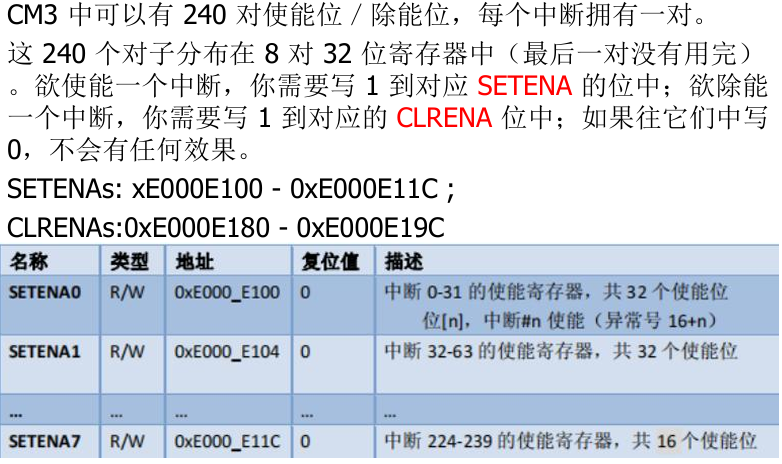 CM3 中可以有 240 对使能位／除能位，每个中断拥有一对。
这 240 个对子分布在 8 对 32 位寄存器中（最后一对没有用完）
。欲使能一个中断，你需要写 1 到对应 SETENA 的位中；欲除能
一个中断，你需要写 1 到对应的 CLRENA 位中；如果往它们中写
0，不会有任何效果。
SETENAs: xE000E100 - 0xE000E11C ;
CLRENAs:0xE000E180 - 0xE000E19C
名称 类型 地址 复位值 描述
SETENA0 R/W 0xE000_E100 0 中断 0-31 的使能寄存器，共 32 个使能位
位[n]，中断#n 使能（异常号 16+n）
SETENA1 R/W 0xE000_E104 0 中断 32-63 的使能寄存器，共 32 个使能位
... ... ... ... ...
SETENA7 R/W 0xE000_E11C 0 中断 224-239 的使能寄存器，共 16 个使能位